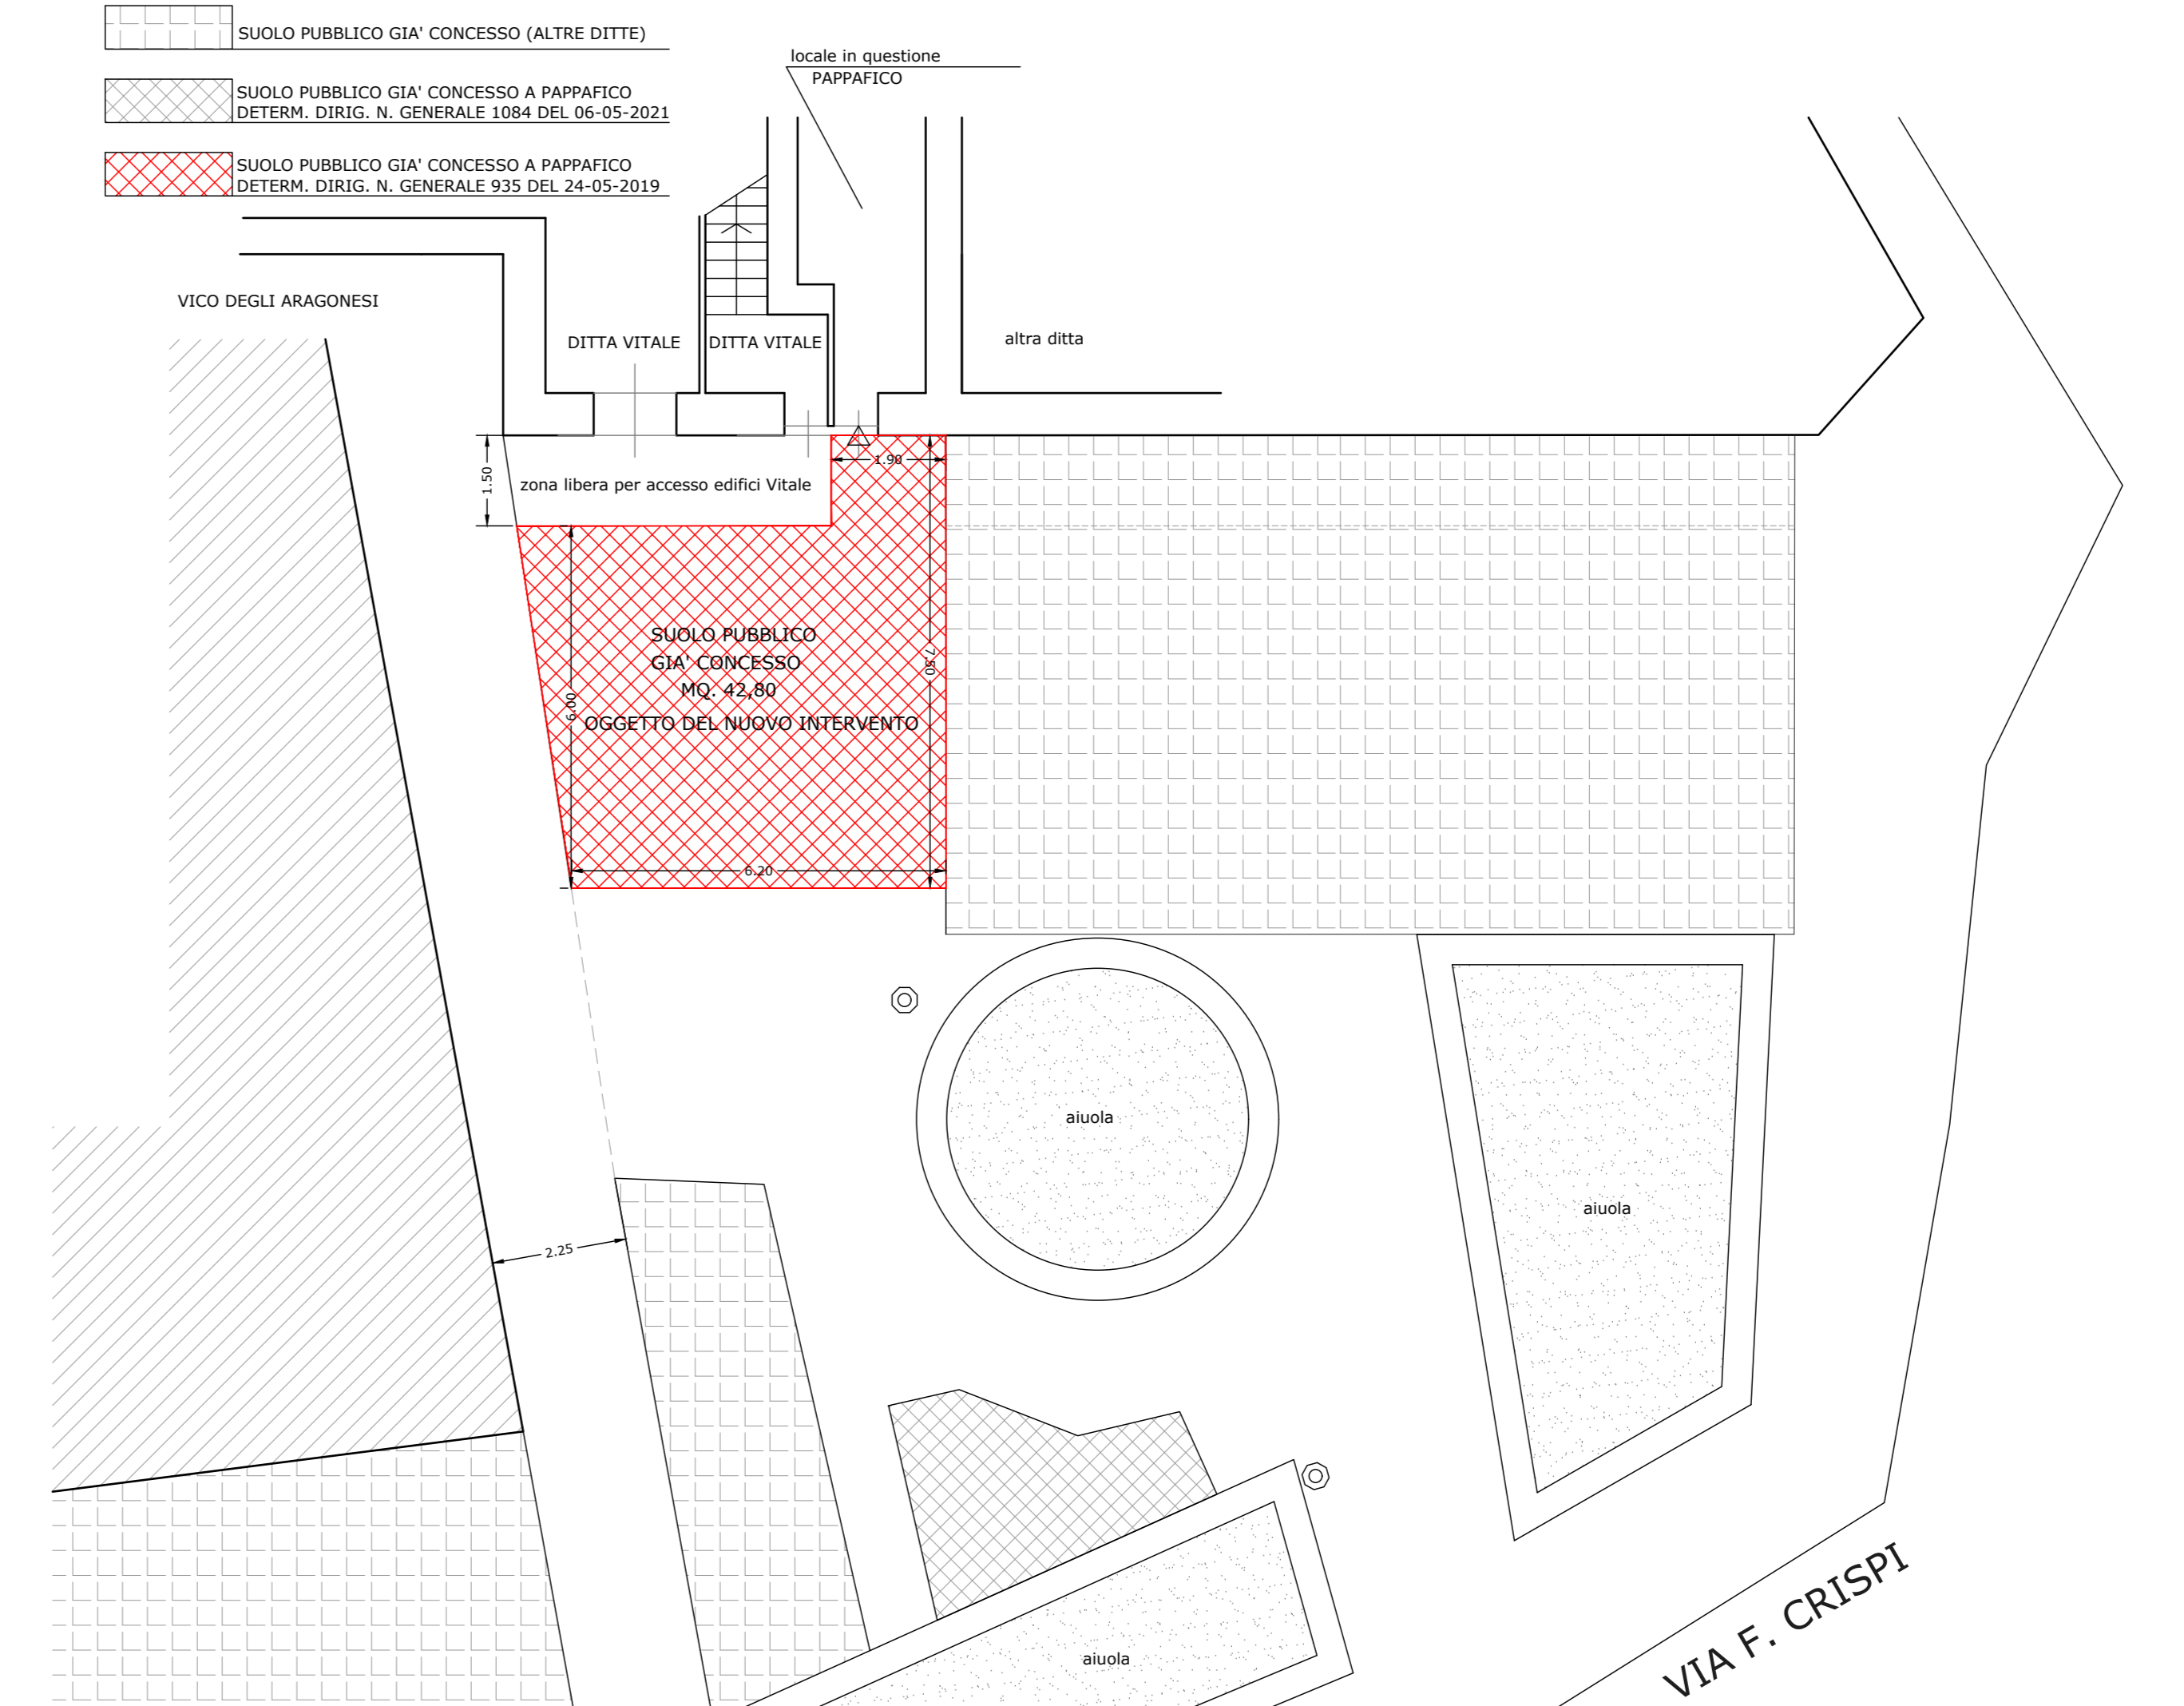 SUOLO PUBBLICO GIA' CONCESSO (ALTRE DITTE)
SUOLO PUBBLICO GIA' CONCESSO A PAPPAFICO
DETERM. DIRIG. N. GENERALE 1084 DEL 06-05-2021
SUOLO PUBBLICO GIA' CONCESSO A PAPPAFICO
DETERM. DIRIG. N. GENERALE 935 DEL 24-05-2019
locale in questione
PAPPAFICO
VICO DEGLI ARAGONESI
DITTA VITALE
DITTA VITALE
altra ditta
1.50
1.90
zona libera per accesso edifici Vitale
SUOLO PUBBLICO
GIA' CONCESSO
MQ. 42,80
OGGETTO DEL NUOVO INTERVENTO
6.00
7.50
6.20
aiuola
aiuola
2.25
aiuola
VIA F. CRISPI